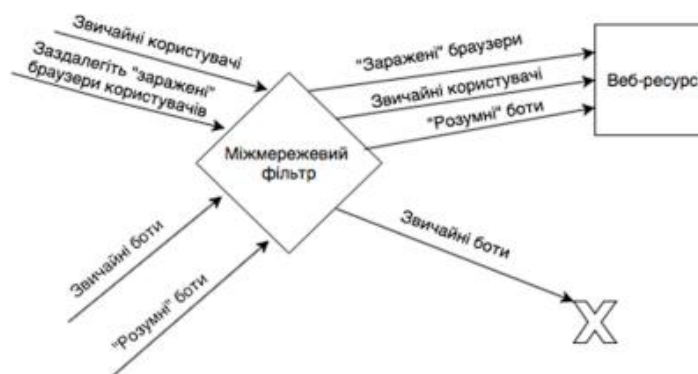 Звичайні користувачі
Заздалегіть "заражені"
браузери користувачів
"Заражені" браузери
Звичайні користувачі
"Розумні" боти
Веб-ресурс
Міжмережевий
фільтр
Звичайні боти
"Розумні" боти
Звичайні боти
X